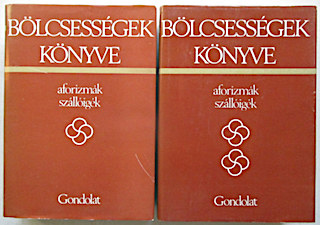 BÖLCSESSÉGEK
KÖNYVE
aforizmák
szállóigék
Gondolat
BÖLCSESSÉGEK
KÖNYVE
aforizmák
szállóigék
Gondolat